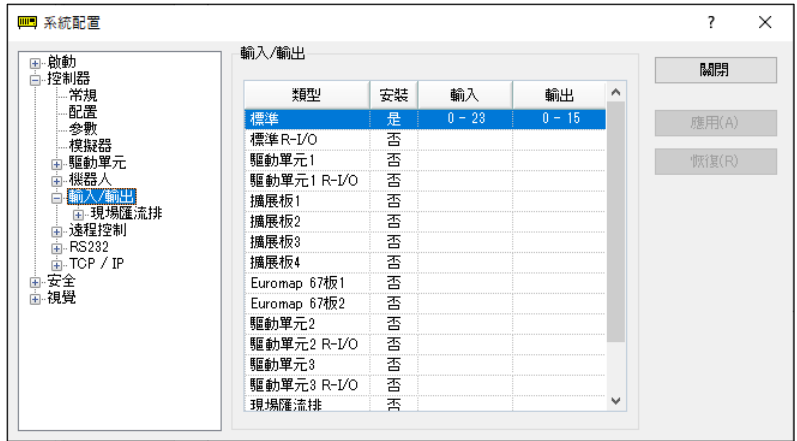 系統配置
?
啟動
控制器
常規
配置
參數
模擬器
驅動單元
機器人
輸入/輸出
現場匯流排
遠程控制
RS232
TCP / IP
安全
視覺
輸入/輸出
類型 安裝 輸入 輸出
標準 是 0 - 23 0 - 15
標準R-I/O 否
驅動單元1 否
驅動單元1 R-I/O 否
擴展板1 否
擴展板2 否
擴展板3 否
擴展板4 否
Euromap 67板1 否
Euromap 67板2 否
驅動單元2 否
驅動單元2 R-I/O 否
驅動單元3 否
驅動單元3 R-I/O 否
現場匯流排 否
關閉
應用(A)
恢復(R)